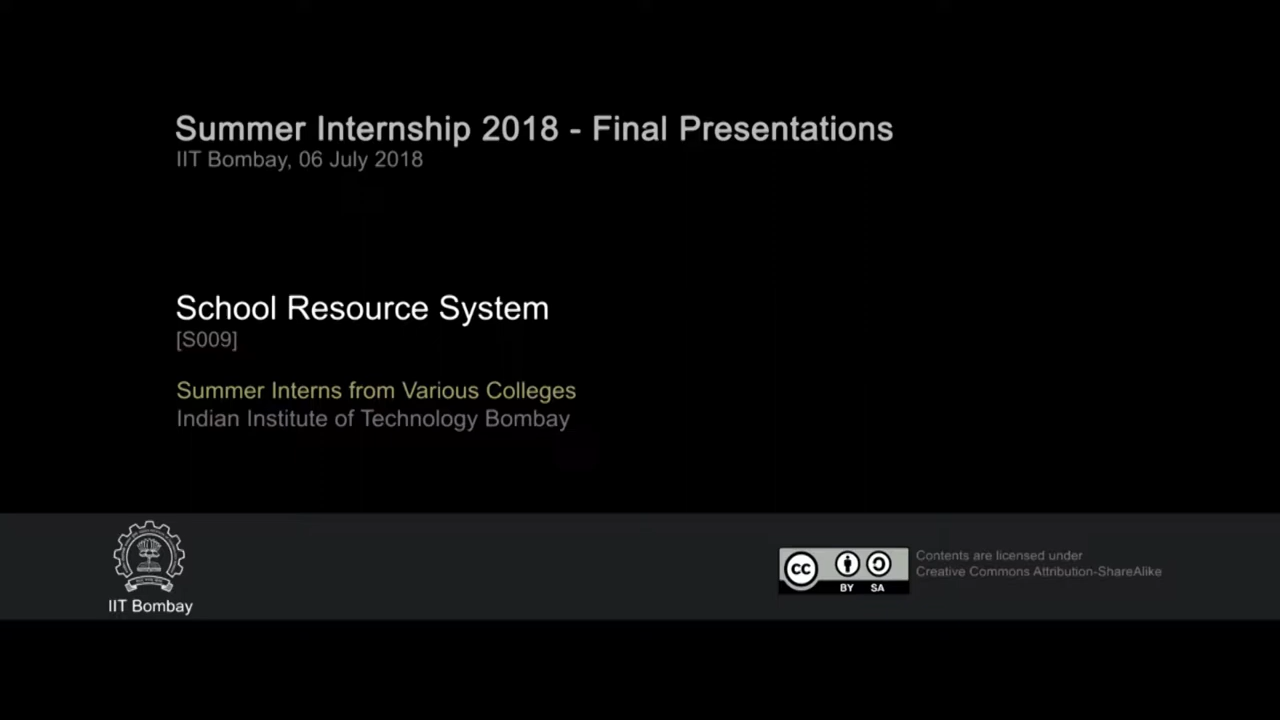 Summer Internship 2018 - Final Presentations
IIT Bombay, 06 July 2018
School Resource System
[S009]
Summer Interns from Various Colleges
Indian Institute of Technology Bombay
IIT Bombay
cc
BY SA
Contents are licensed under
Creative Commons Attribution-ShareAlike